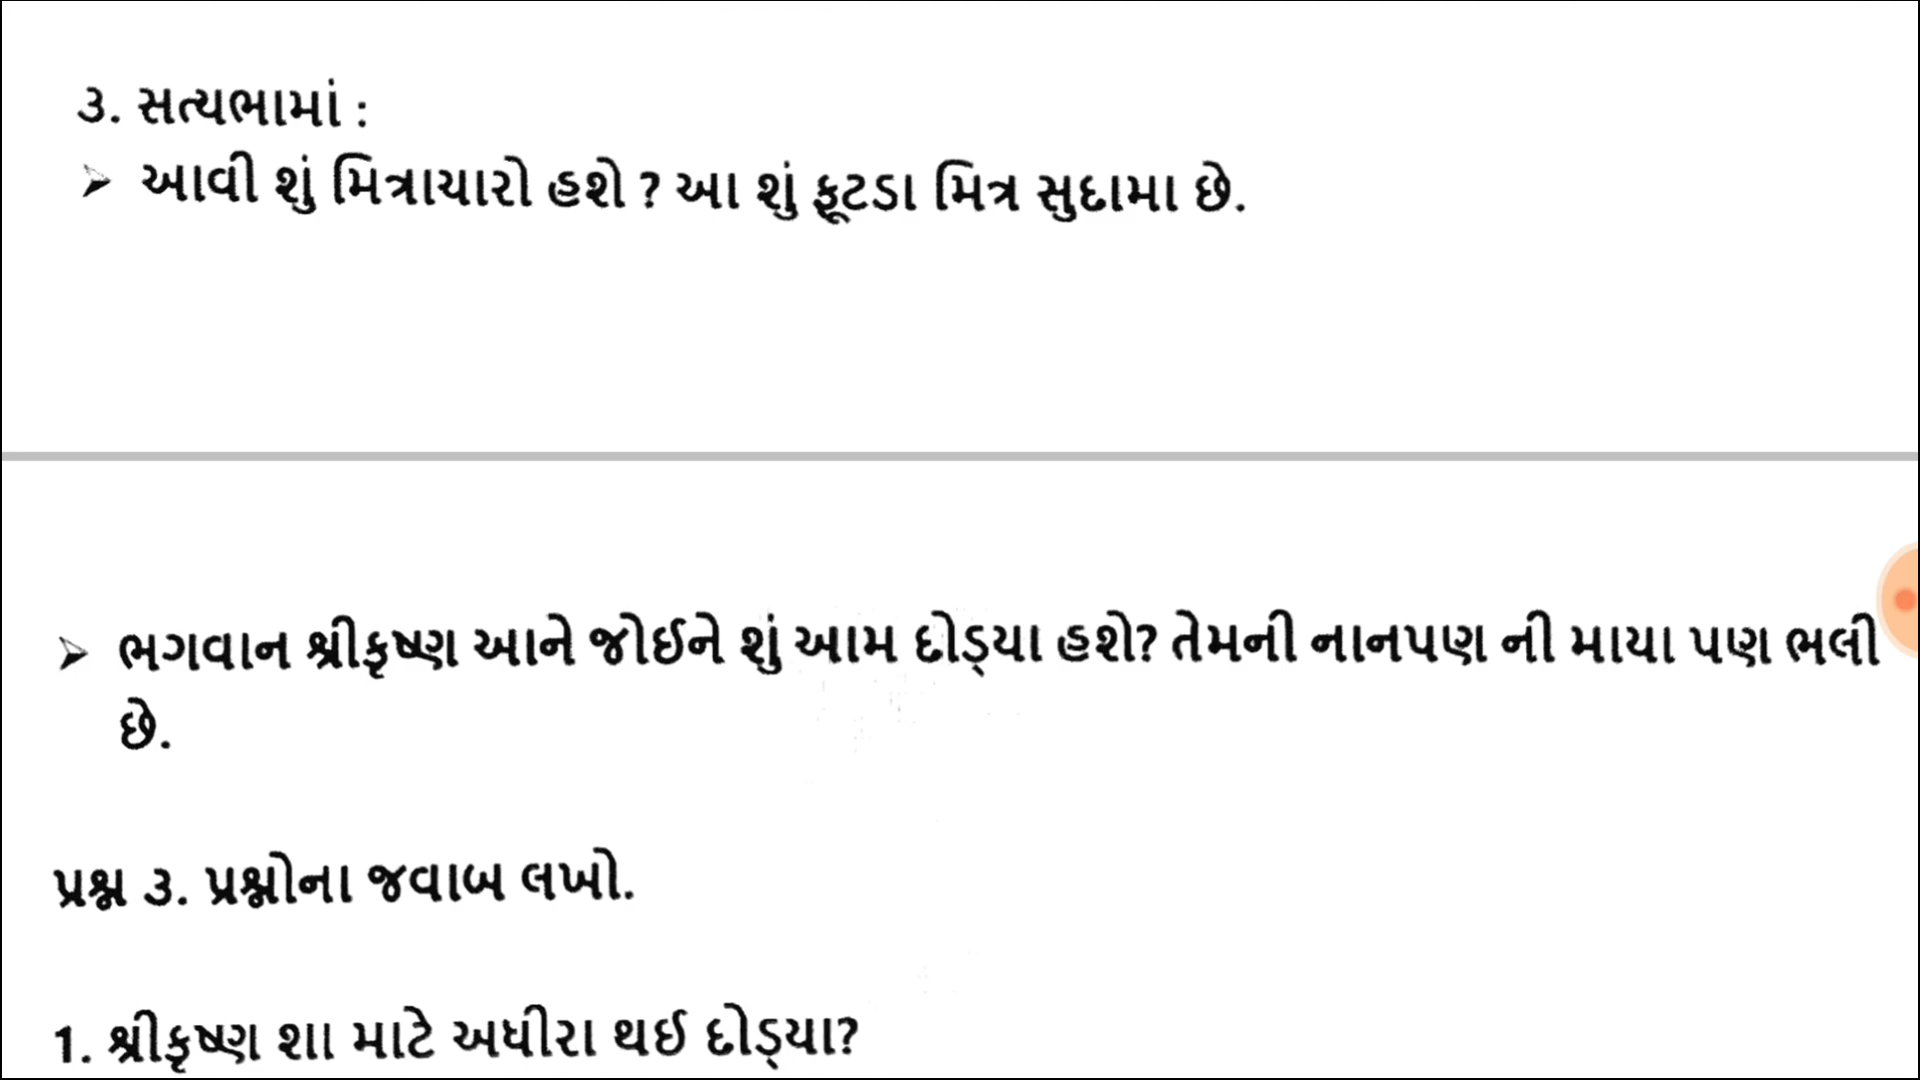 ૩. સત્યભામાં :
➢ આવી શું મિત્રાચારો હશે ? આ શું ફૂટડા મિત્ર સુદામા છે.
➢ ભગવાન શ્રીકૃષ્ણ આને જોઈને શું આમ દોડ્યા હશે? તેમની નાનપણ ની માયા પણ ભલી
છે.
પ્રશ્ન ૩. પ્રશ્નોના જવાબ લખો.
1. શ્રીકૃષ્ણ શા માટે અધીરા થઈ દોડ્યા?